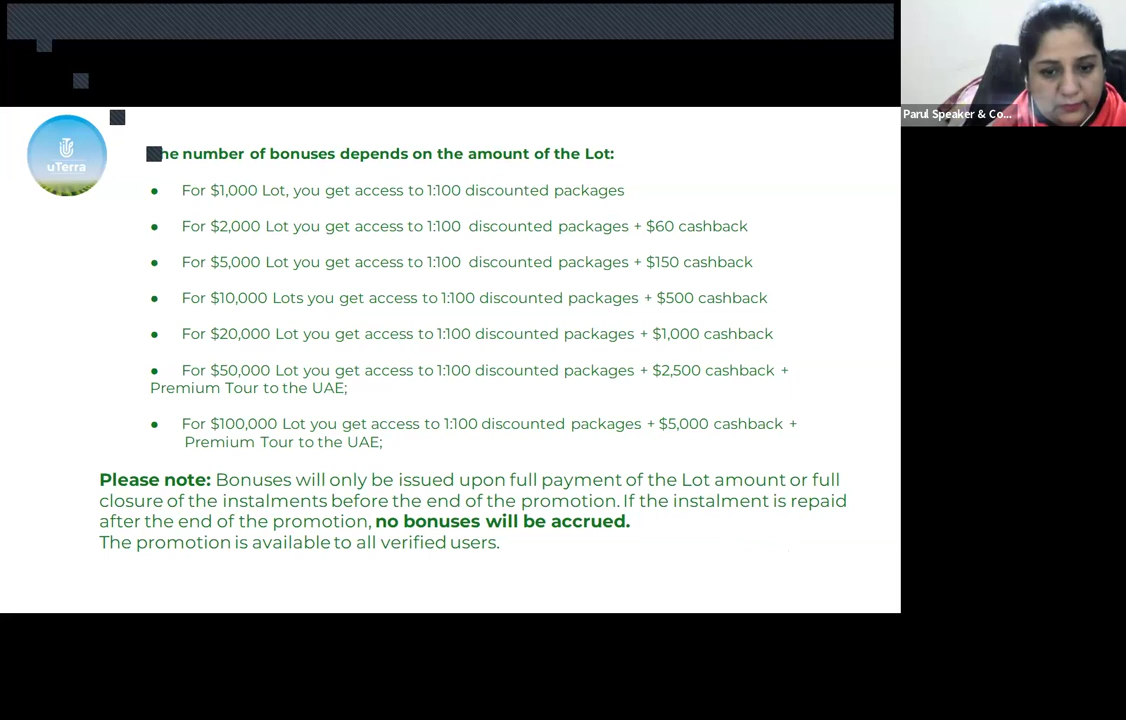 Parul Speaker & Co...
uTerra
he number of bonuses depends on the amount of the Lot:
● For $1,000 Lot, you get access to 1:100 discounted packages
● For $2,000 Lot you get access to 1:100 discounted packages + $60 cashback
● For $5,000 Lot you get access to 1:100 discounted packages + $150 cashback
● For $10,000 Lots you get access to 1:100 discounted packages + $500 cashback
● For $20,000 Lot you get access to 1:100 discounted packages + $1,000 cashback
● For $50,000 Lot you get access to 1:100 discounted packages + $2,500 cashback +
Premium Tour to the UAE;
● For $100,000 Lot you get access to 1:100 discounted packages + $5,000 cashback +
Premium Tour to the UAE;
Please note: Bonuses will only be issued upon full payment of the Lot amount or full
closure of the instalments before the end of the promotion. If the instalment is repaid
after the end of the promotion, no bonuses will be accrued.
The promotion is available to all verified users.